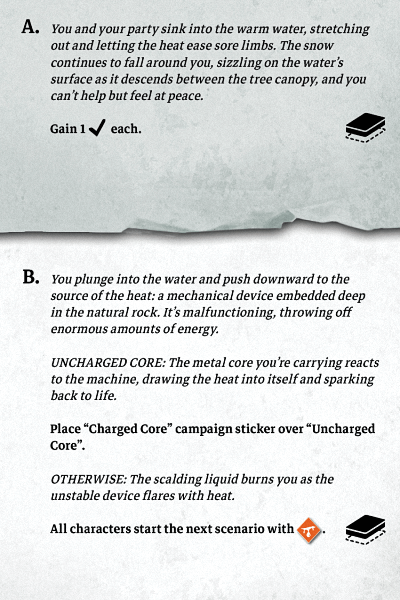 A. You and your party sink into the warm water, stretching
out and letting the heat ease sore limbs. The snow
continues to fall around you, sizzling on the water’s
surface as it descends between the tree canopy, and you
can’t help but feel at peace.
Gain 1 each.
B. You plunge into the water and push downward to the
source of the heat: a mechanical device embedded deep
in the natural rock. It’s malfunctioning, throwing off
enormous amounts of energy.
UNCHARGED CORE: The metal core you’re carrying reacts
to the machine, drawing the heat into itself and sparking
back to life.
Place “Charged Core” campaign sticker over “Uncharged
Core”.
OTHERWISE: The scalding liquid burns you as the
unstable device flares with heat.
All characters start the next scenario with .